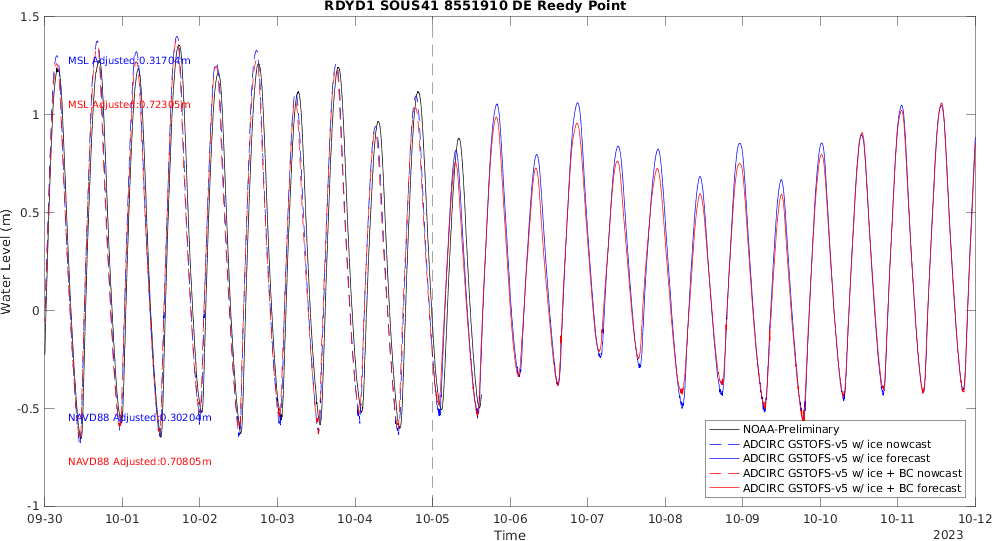 RDYD1 SOUS41 8551910 DE Reedy Point
1.5
1
0.5
0
-0.5
-1
Water Level (m)
MSL Adjusted:0.31704m
MSL Adjusted:0.72305m
NAVD88 Adjusted:0.30204m
NAVD88 Adjusted:0.70805m
NOAA-Preliminary
ADCIRC GSTOFS-v5 w/ ice nowcast
ADCIRC GSTOFS-v5 w/ ice forecast
ADCIRC GSTOFS-v5 w/ ice + BC nowcast
ADCIRC GSTOFS-v5 w/ ice + BC forecast
09-30 10-01 10-02 10-03 10-04 10-05 10-06 10-07 10-08 10-09 10-10 10-11 10-12
Time
2023